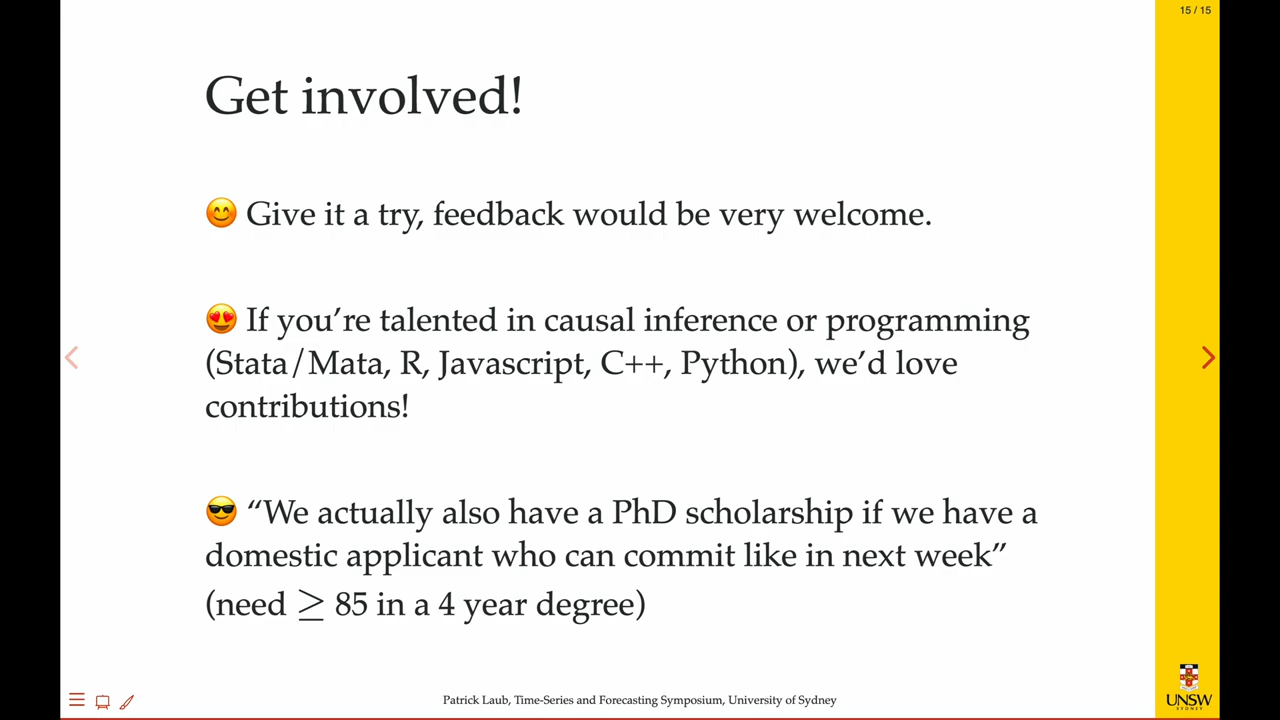 15 / 15
Get involved!
😊 Give it a try, feedback would be very welcome.
😍 If you’re talented in causal inference or programming
(Stata/Mata, R, Javascript, C++, Python), we’d love
contributions!
😎 “We actually also have a PhD scholarship if we have a
domestic applicant who can commit like in next week”
(need ≥ 85 in a 4 year degree)
Patrick Laub, Time-Series and Forecasting Symposium, University of Sydney
UNSW
SYDNEY